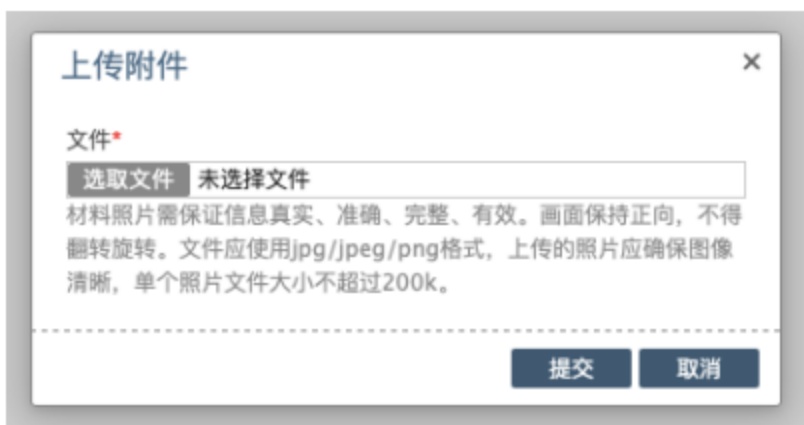 上传附件
×
文件*
选取文件 未选择文件
材料照片需保证信息真实、准确、完整、有效。画面保持正向，不得
翻转旋转。文件应使用jpg/jpeg/png格式，上传的照片应确保图像
清晰，单个照片文件大小不超过200k。
提交 取消